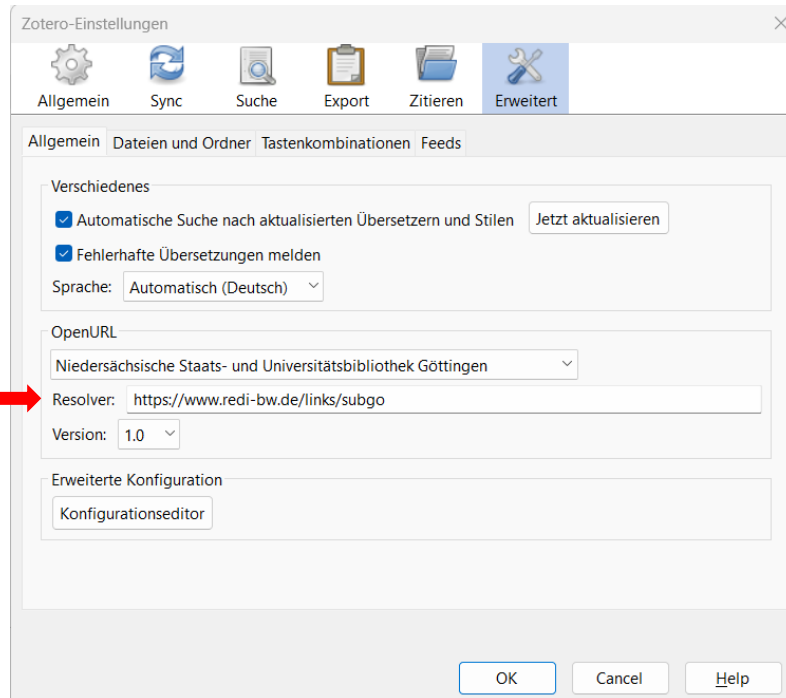 Zotero-Einstellungen
Allgemein Sync Suche Export Zitieren Erweitert
Allgemein Dateien und Ordner Tastenkombinationen Feeds
Verschiedenes
Automatische Suche nach aktualisierten Übersetzern und Stilen Jetzt aktualisieren
Fehlerhafte Übersetzungen melden
Sprache: Automatisch (Deutsch)
OpenURL
Niedersächsische Staats- und Universitätsbibliothek Göttingen
Resolver: https://www.redi-bw.de/links/subgo
Version: 1.0
Erweiterte Konfiguration
Konfigurationseditor
OK Cancel Help